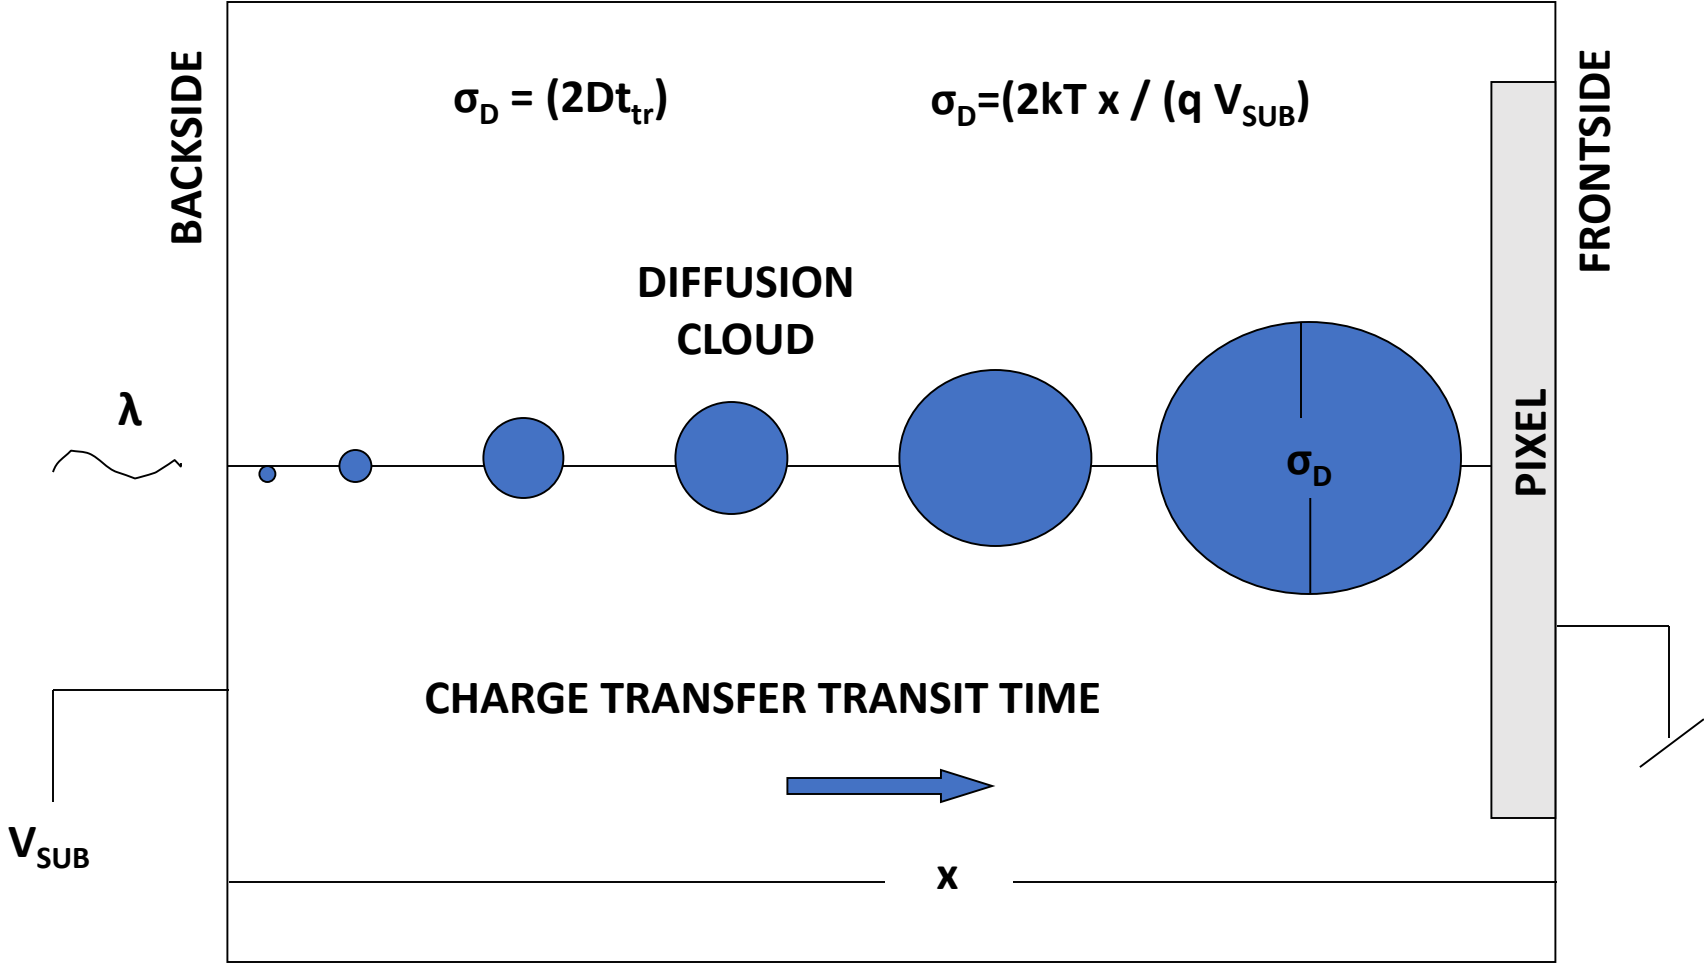 BACKSIDE
σD = (2Dttr)
σD=(2kT x / (q VSUB)
FRONTSIDE
DIFFUSION
CLOUD
λ
σD
PIXEL
CHARGE TRANSFER TRANSIT TIME
VSUB
x